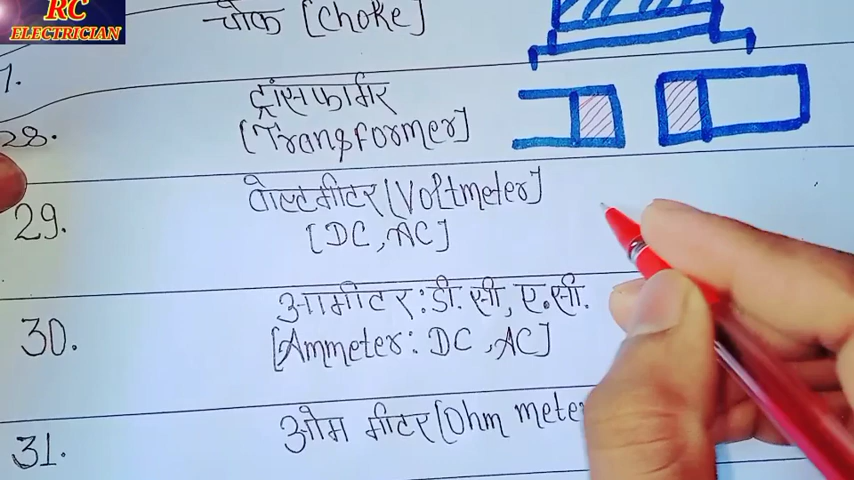 RC
ELECTRICIAN
चोक [Choke]
7.
28.
ट्रांसफार्मर
[Transformer]
29.
वोल्टमीटर [Voltmeter]
[DC, AC]
30.
आमीटर: डी.सी, ए.सी.
[Ammeter: DC, AC]
31.
ओम मीटर [Ohm meter